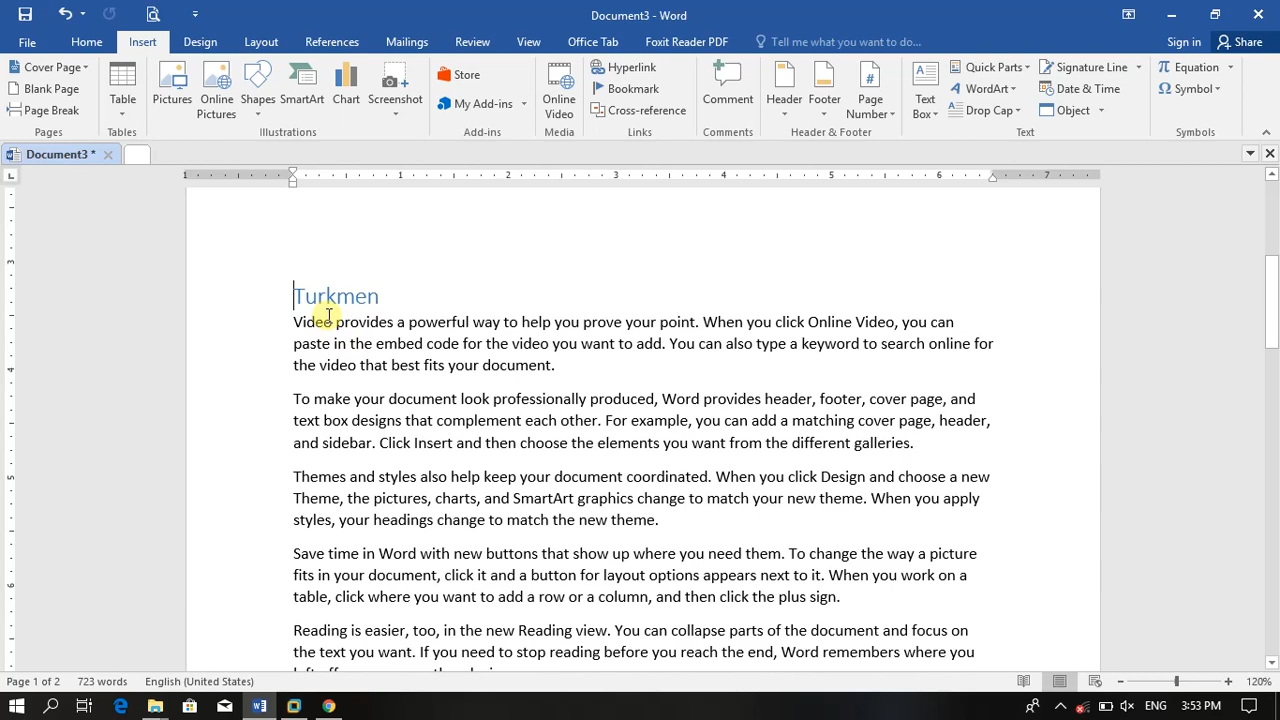 Document3 - Word
File Home Insert Design Layout References Mailings Review View Office Tab Foxit Reader PDF Tell me what you want to do... Sign in Share
Cover Page
Blank Page
Page Break
Pages
Table
Tables
Pictures
Online Pictures
Shapes
SmartArt
Chart
Screenshot
Illustrations
Store
My Add-ins
Add-ins
Online Video
Media
Hyperlink
Bookmark
Cross-reference
Links
Comment
Comments
Header
Footer
Page Number
Header & Footer
Text Box
Quick Parts
WordArt
Drop Cap
Signature Line
Date & Time
Object
Text
Equation
Symbol
Symbols
Document3 *
1 1 2 3 4 5 6 7
3
4
5
6
Turkmen
Video provides a powerful way to help you prove your point. When you click Online Video, you can
paste in the embed code for the video you want to add. You can also type a keyword to search online for
the video that best fits your document.
To make your document look professionally produced, Word provides header, footer, cover page, and
text box designs that complement each other. For example, you can add a matching cover page, header,
and sidebar. Click Insert and then choose the elements you want from the different galleries.
Themes and styles also help keep your document coordinated. When you click Design and choose a new
Theme, the pictures, charts, and SmartArt graphics change to match your new theme. When you apply
styles, your headings change to match the new theme.
Save time in Word with new buttons that show up where you need them. To change the way a picture
fits in your document, click it and a button for layout options appears next to it. When you work on a
table, click where you want to add a row or a column, and then click the plus sign.
Reading is easier, too, in the new Reading view. You can collapse parts of the document and focus on
the text you want. If you need to stop reading before you reach the end, Word remembers where you
Page 1 of 2 723 words English (United States) 120%
ENG 3:53 PM